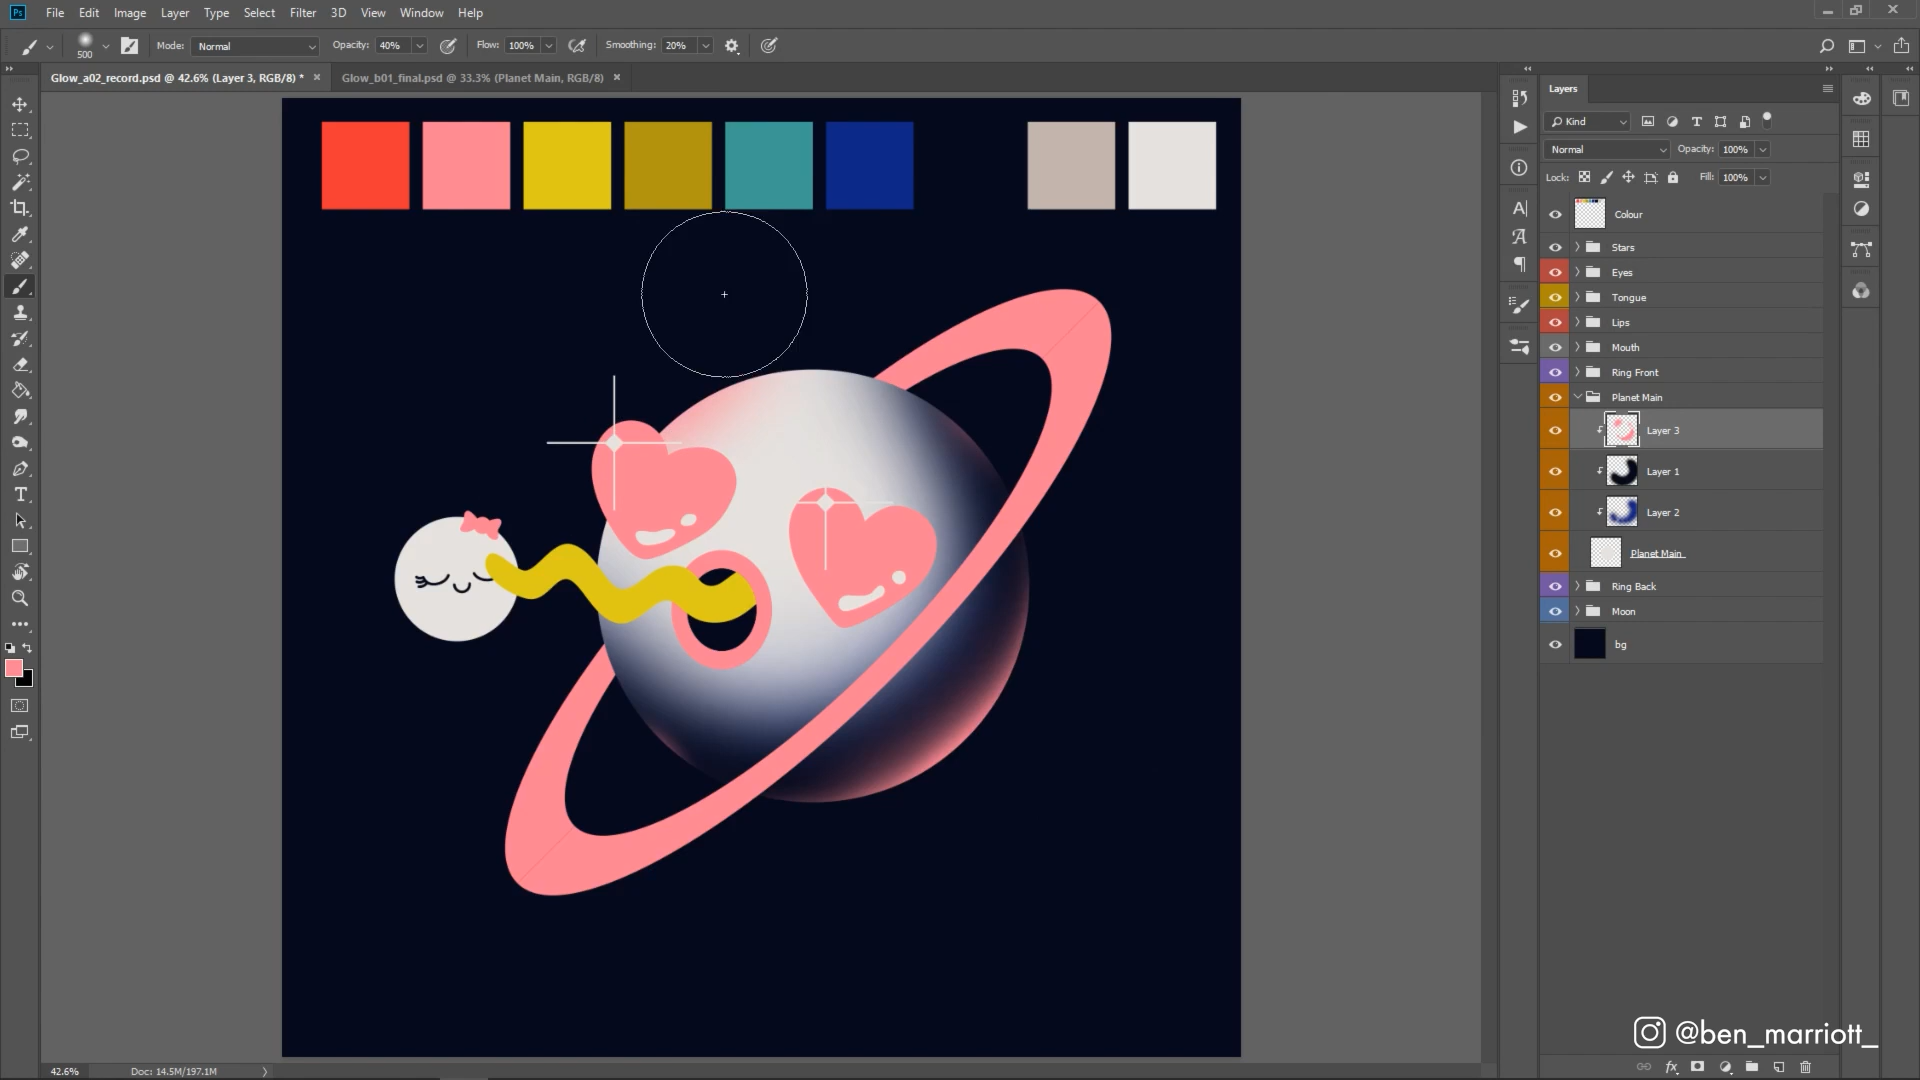 Ps File Edit Image Layer Type Select Filter 3D View Window Help
500 Mode: Normal Opacity: 40% Flow: 100% Smoothing: 20%
Glow_a02_record.psd @ 42.6% (Layer 3, RGB/8) * × Glow_b01_final.psd @ 33.3% (Planet Main, RGB/8) ×
Layers
Kind
Normal Opacity: 100%
Lock: Fill: 100%
Colour
Stars
Eyes
Tongue
Lips
Mouth
Ring Front
Planet Main
Layer 3
Layer 1
Layer 2
Planet Main
Ring Back
Moon
bg
@ben_marriott_
42.6% Doc: 14.5M/197.1M